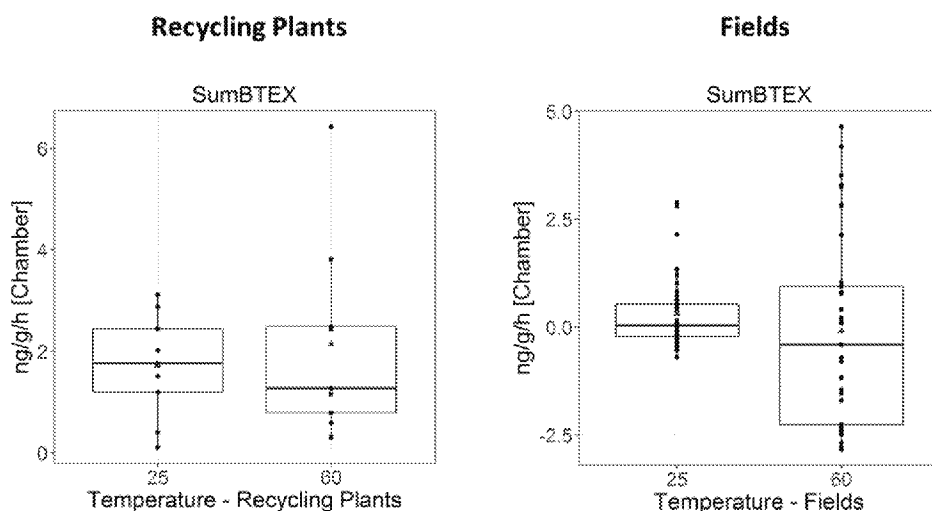 Recycling Plants
SumBTEX
ng/g/h [Chamber]
6
4
2
0
25
60
Temperature - Recycling Plants
Fields
SumBTEX
ng/g/h [Chamber]
5.0
2.5
0.0
-2.5
25
60
Temperature - Fields